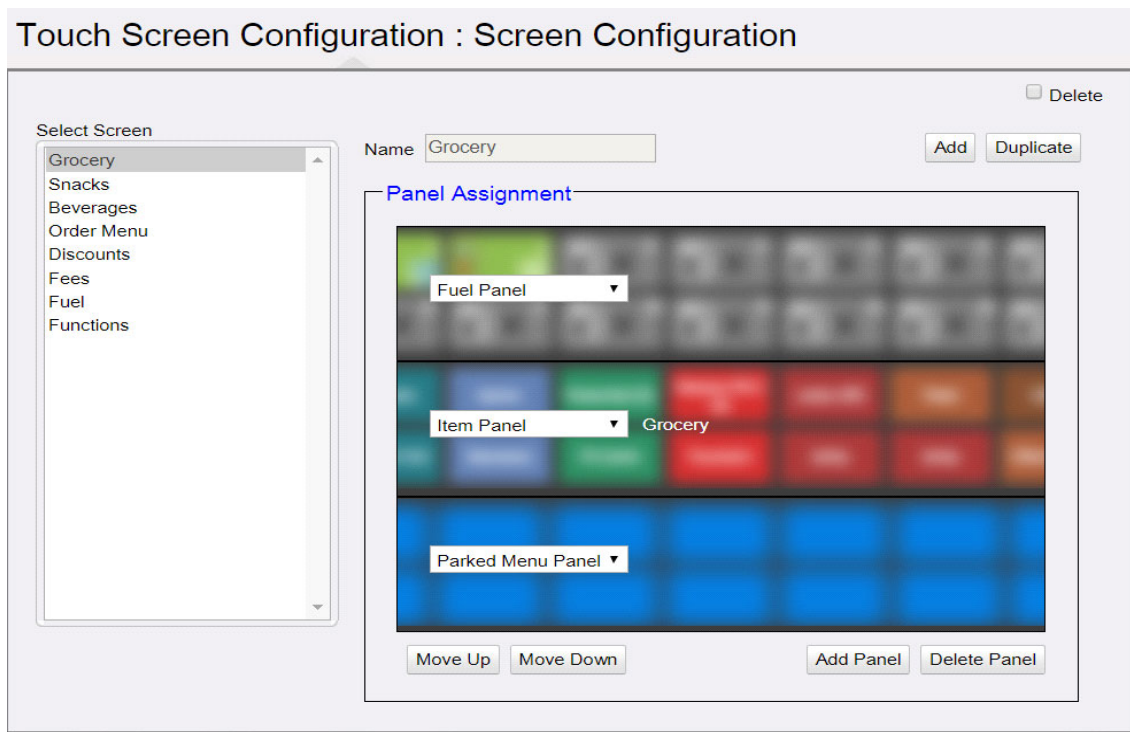 Touch Screen Configuration : Screen Configuration
Delete
Select Screen
Grocery
Snacks
Beverages
Order Menu
Discounts
Fees
Fuel
Functions
Name Grocery
Add Duplicate
Panel Assignment
Fuel Panel
Item Panel Grocery
Parked Menu Panel
Move Up Move Down Add Panel Delete Panel